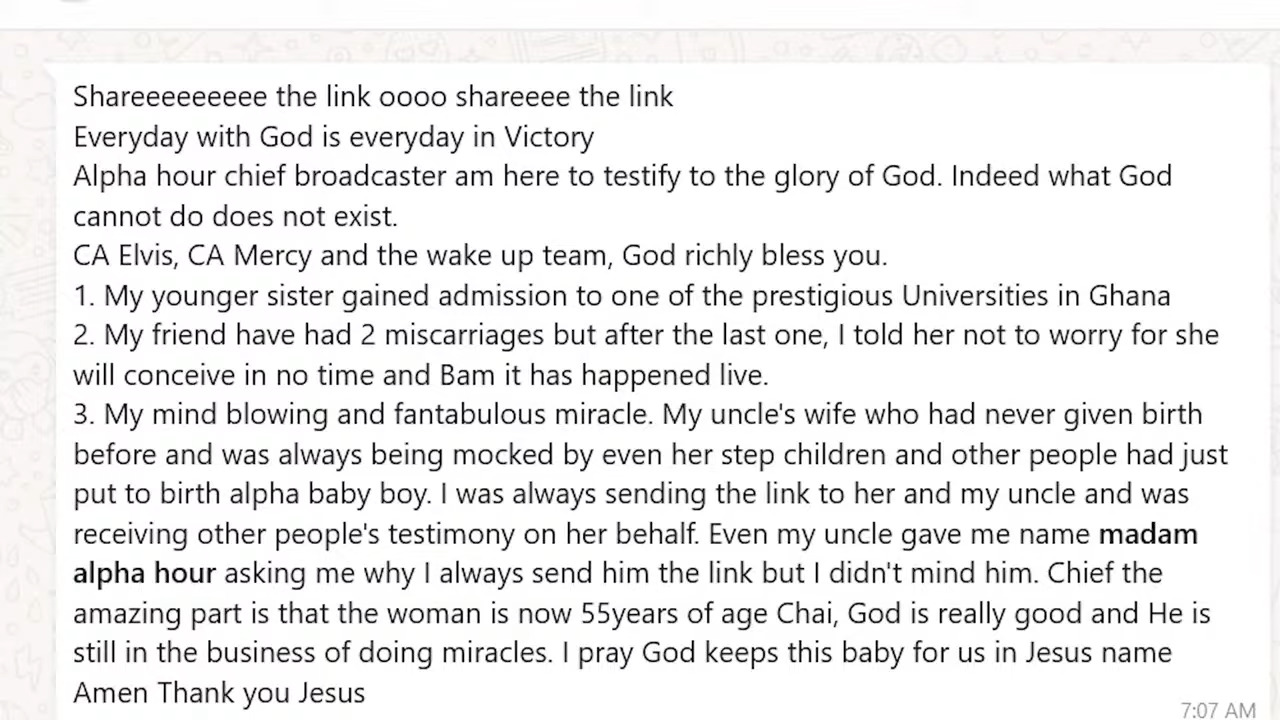 Shareeeeeeeeee the link oooo shareeee the link
Everyday with God is everyday in Victory
Alpha hour chief broadcaster am here to testify to the glory of God. Indeed what God
cannot do does not exist.
CA Elvis, CA Mercy and the wake up team, God richly bless you.
1. My younger sister gained admission to one of the prestigious Universities in Ghana
2. My friend have had 2 miscarriages but after the last one, I told her not to worry for she
will conceive in no time and Bam it has happened live.
3. My mind blowing and fantabulous miracle. My uncle's wife who had never given birth
before and was always being mocked by even her step children and other people had just
put to birth alpha baby boy. I was always sending the link to her and my uncle and was
receiving other people's testimony on her behalf. Even my uncle gave me name madam
alpha hour asking me why I always send him the link but I didn't mind him. Chief the
amazing part is that the woman is now 55years of age Chai, God is really good and He is
still in the business of doing miracles. I pray God keeps this baby for us in Jesus name
Amen Thank you Jesus
7:07 AM